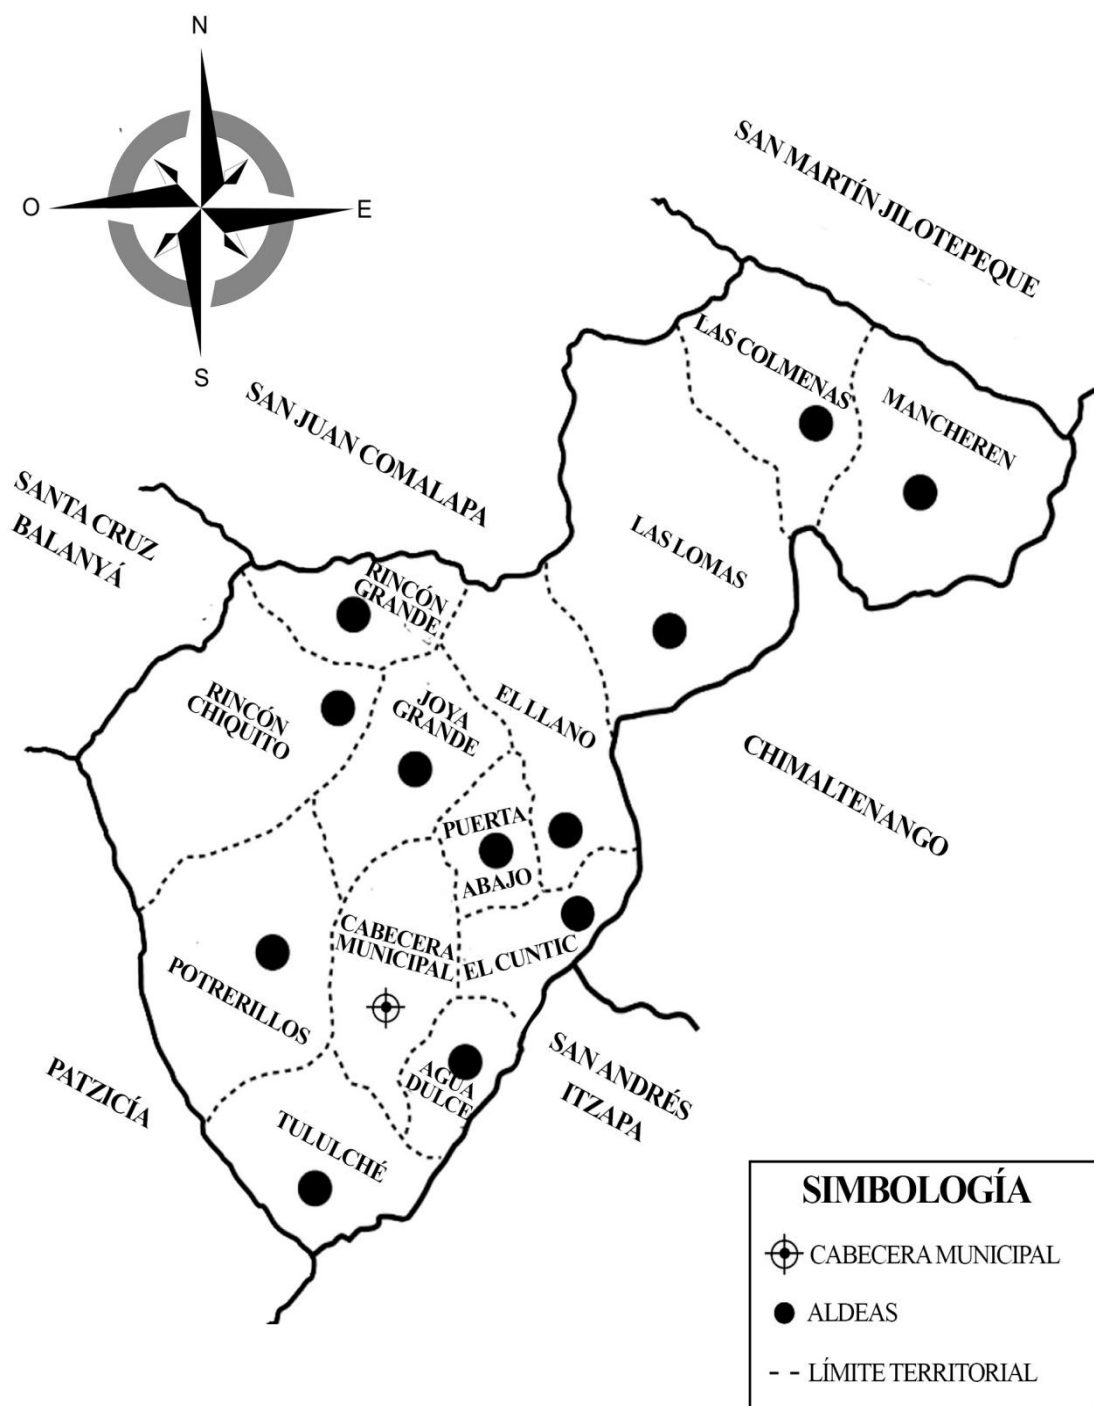 N
O
E
S
SAN MARTÍN JILOTEPEQUE
LAS COLMENAS
MANCHEREN
SAN JUAN COMALAPA
SANTA CRUZ
BALANYÁ
LAS LOMAS
RINCÓN
GRANDE
RINCÓN
CHIQUITO
JOYA
GRANDE
EL LLANO
CHIMALTENANGO
PUERTA
ABAJO
CABECERA
MUNICIPAL
EL CUNTIC
POTRERILLOS
PATZICÍA
AGUA
DULCE
SAN ANDRÉS
ITZAPA
TULULCHÉ
SIMBOLOGÍA
CABECERA MUNICIPAL
ALDEAS
LÍMITE TERRITORIAL